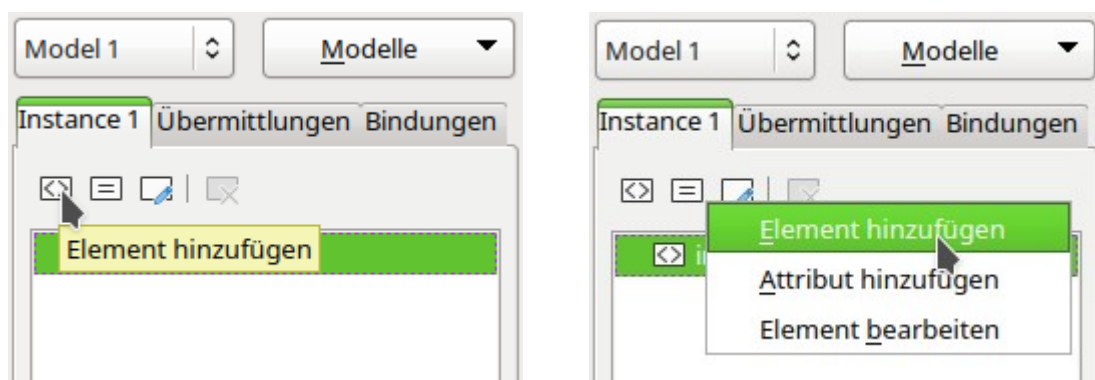 Model 1
Modelle
Instance 1 Übermittlungen Bindungen
Element hinzufügen
Model 1
Modelle
Instance 1 Übermittlungen Bindungen
Element hinzufügen
Attribut hinzufügen
Element bearbeiten